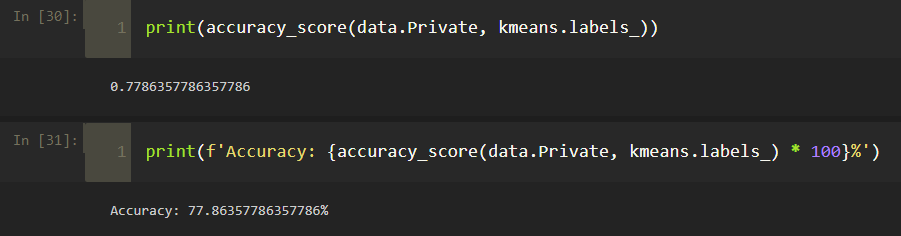 In [30]:
1 print(accuracy_score(data.Private, kmeans.labels_))
0.7786357786357786
In [31]:
1 print(f'Accuracy: {accuracy_score(data.Private, kmeans.labels_) * 100}%')
Accuracy: 77.86357786357786%